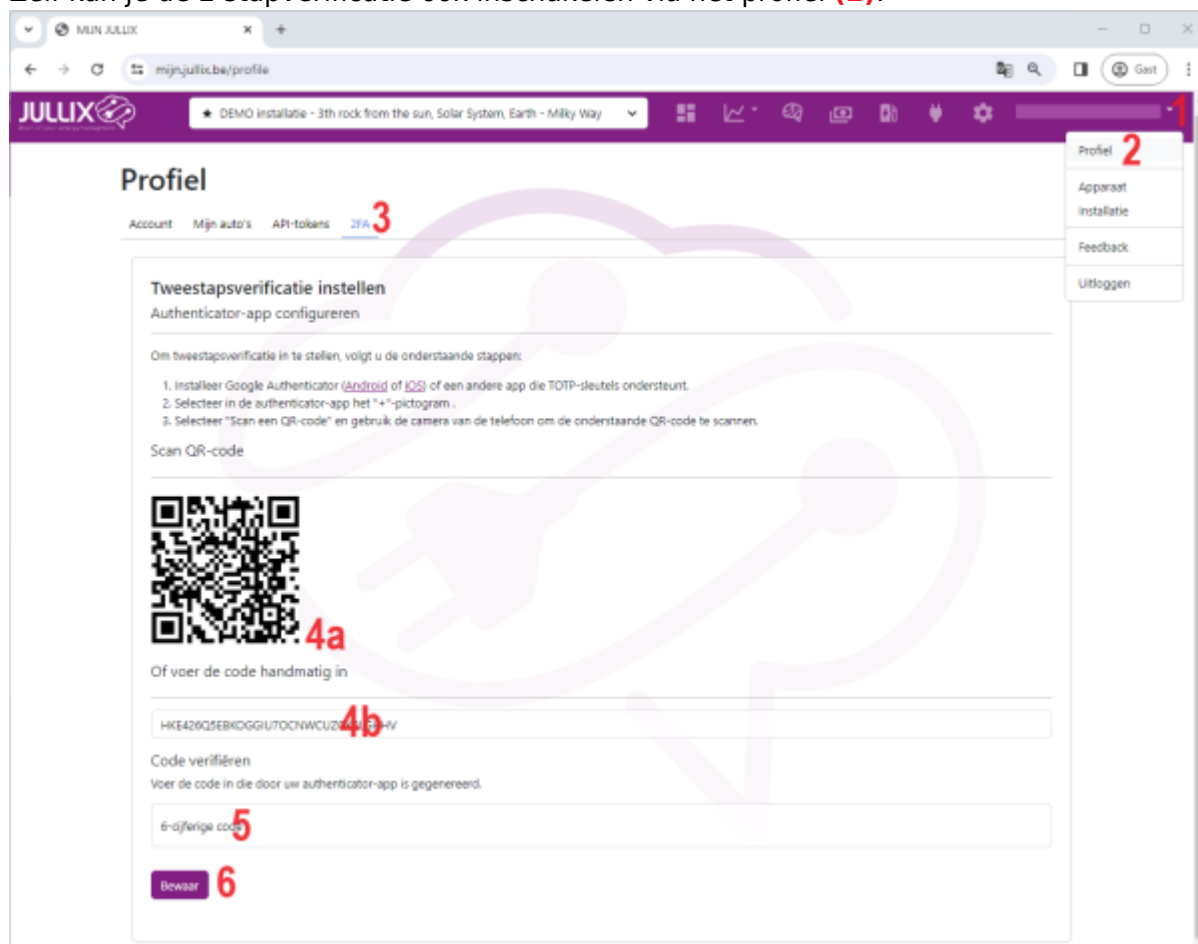 Zelf kan je de 2-stapverificatie ook inschakelen via het profiel (2).
MIJN JULLIX
mijn.jullix.be/profile
Gast
JULLIX
★ DEMO installatie - 3th rock from the sun, Solar System, Earth - Milky Way
1
Profiel 2
Apparaat
Installatie
Feedback
Uitloggen
Profiel
Account Mijn auto's API-tokens 2FA 3
Tweestapsverificatie instellen
Authenticator-app configureren
Om tweestapsverificatie in te stellen, volgt u de onderstaande stappen:
1. Installeer Google Authenticator (Android of iOS) of een andere app die TOTP-sleutels ondersteunt.
2. Selecteer in de authenticator-app het "+"-pictogram .
3. Selecteer "Scan een QR-code" en gebruik de camera van de telefoon om de onderstaande QR-code te scannen.
Scan QR-code
4a
Of voer de code handmatig in
4b
Code verifiëren
Voer de code in die door uw authenticator-app is gegenereerd.
6-cijferige code 5
Bewaar 6